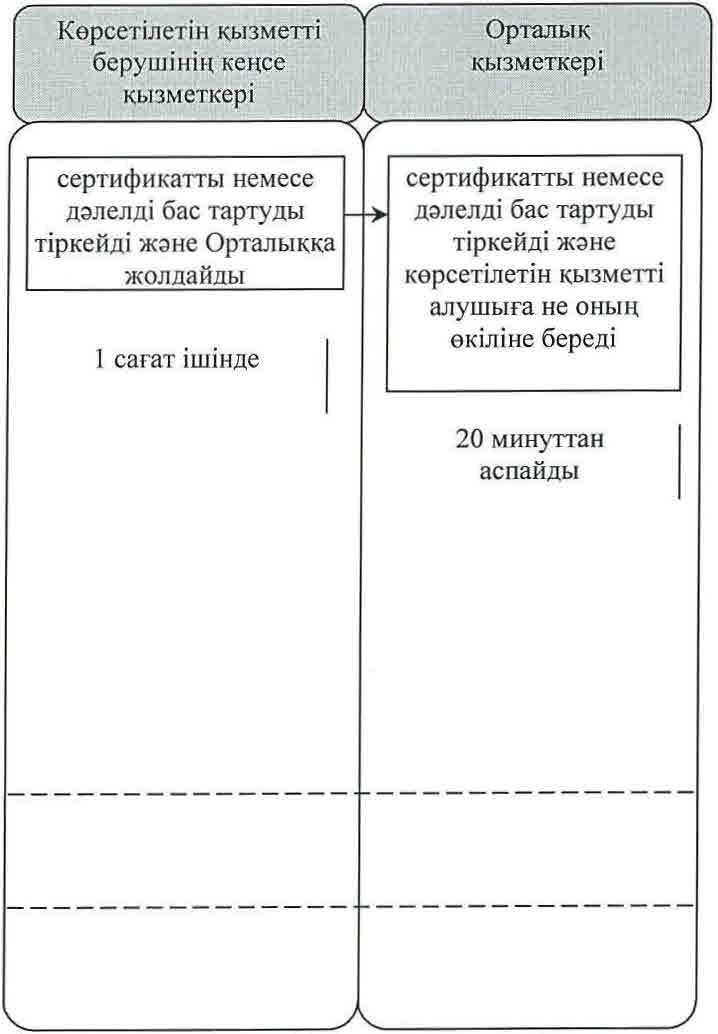 Көрсетілетін қызметті
берушінің кеңсе
қызметкері
Орталық
қызметкері
сертификатты немесе
дәлелді бас тартуды
тіркейді және Орталыққа
жолдайды
1 сағат ішінде
сертификатты немесе
дәлелді бас тартуды
тіркейді және
көрсетілетін қызметті
алушыға не оның
өкіліне береді
20 минуттан
аспайды